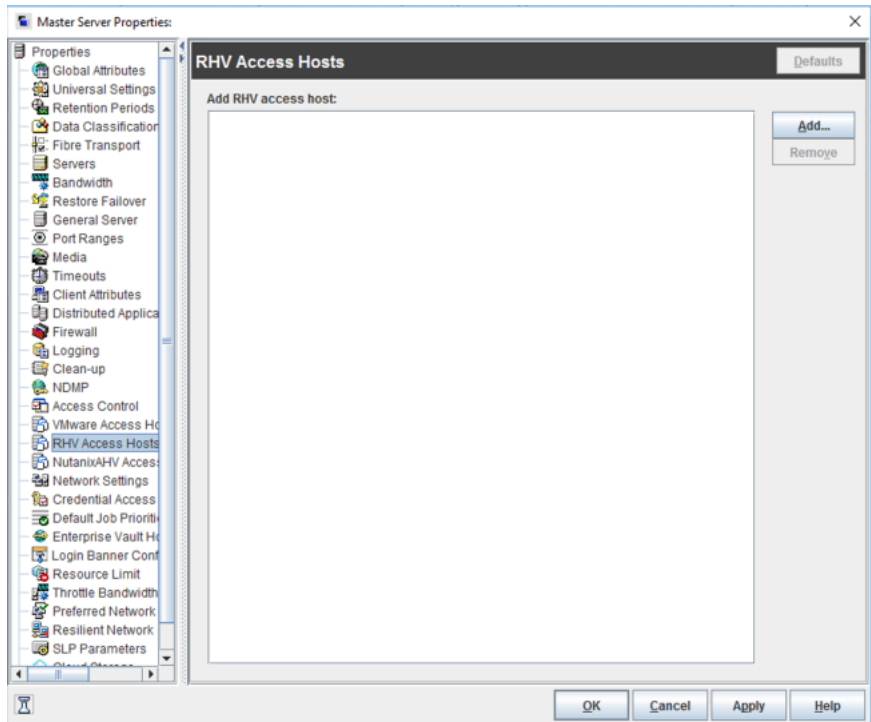 Master Server Properties:
Properties
Global Attributes
Universal Settings
Retention Periods
Data Classification
Fibre Transport
Servers
Bandwidth
Restore Failover
General Server
Port Ranges
Media
Timeouts
Client Attributes
Distributed Applica
Firewall
Logging
Clean-up
NDMP
Access Control
VMware Access Ho
RHV Access Hosts
NutanixAHV Access
Network Settings
Credential Access
Default Job Prioriti
Enterprise Vault Ho
Login Banner Conf
Resource Limit
Throttle Bandwidth
Preferred Network
Resilient Network
SLP Parameters
RHV Access Hosts
Defaults
Add RHV access host:
Add...
Remove
OK
Cancel
Apply
Help